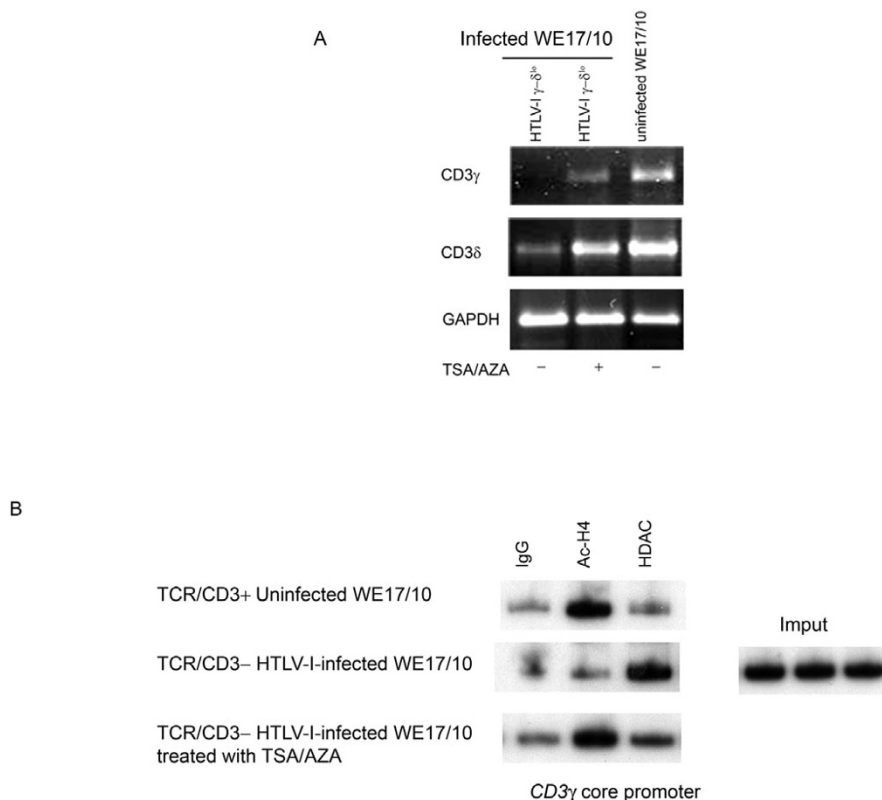 A
Infected WE17/10
HTLV-I γ–δlo
HTLV-I γ–δlo
uninfected WE17/10
CD3γ
CD3δ
GAPDH
TSA/AZA – + –
B
IgG Ac-H4 HDAC
TCR/CD3+ Uninfected WE17/10
Imput
TCR/CD3– HTLV-I-infected WE17/10
TCR/CD3– HTLV-I-infected WE17/10
treated with TSA/AZA
CD3γ core promoter